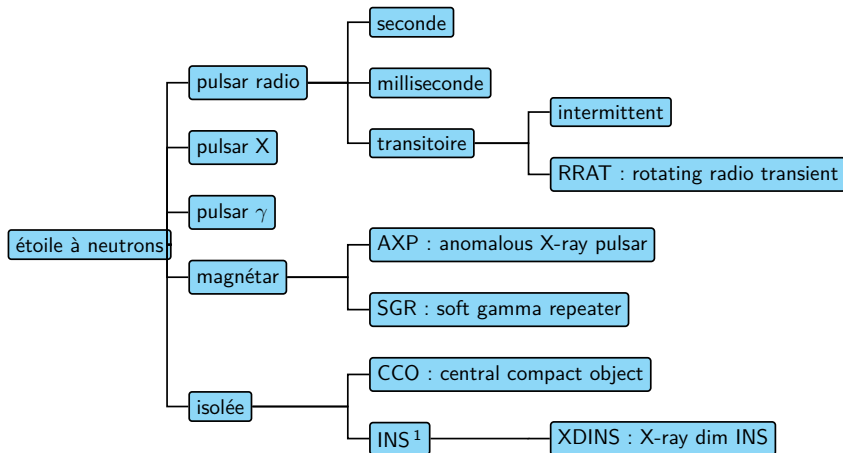 étoile à neutrons
pulsar radio
seconde
milliseconde
transitoire
intermittent
RRAT : rotating radio transient
pulsar X
pulsar γ
magnétar
AXP : anomalous X-ray pulsar
SGR : soft gamma repeater
isolée
CCO : central compact object
INS¹
XDINS : X-ray dim INS